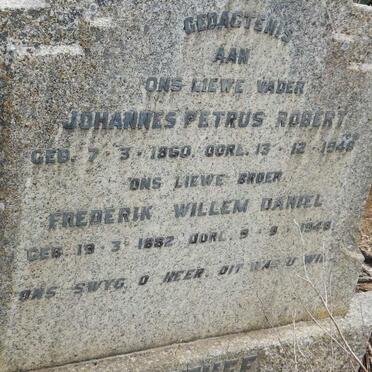 GEDAGTENIS
AAN
ONS LIEWE VADER
JOHANNES PETRUS ROBERT
GEB. 7 - 3 - 1860. OORL. 13 - 12 - 1946
ONS LIEWE BROER
FREDERIK WILLEM DANIEL
GEB. 19 - 3 - 1882 OORL. 9 - 9 - 1948
ONS SWYG, O HEER, DIT WAS U WIL